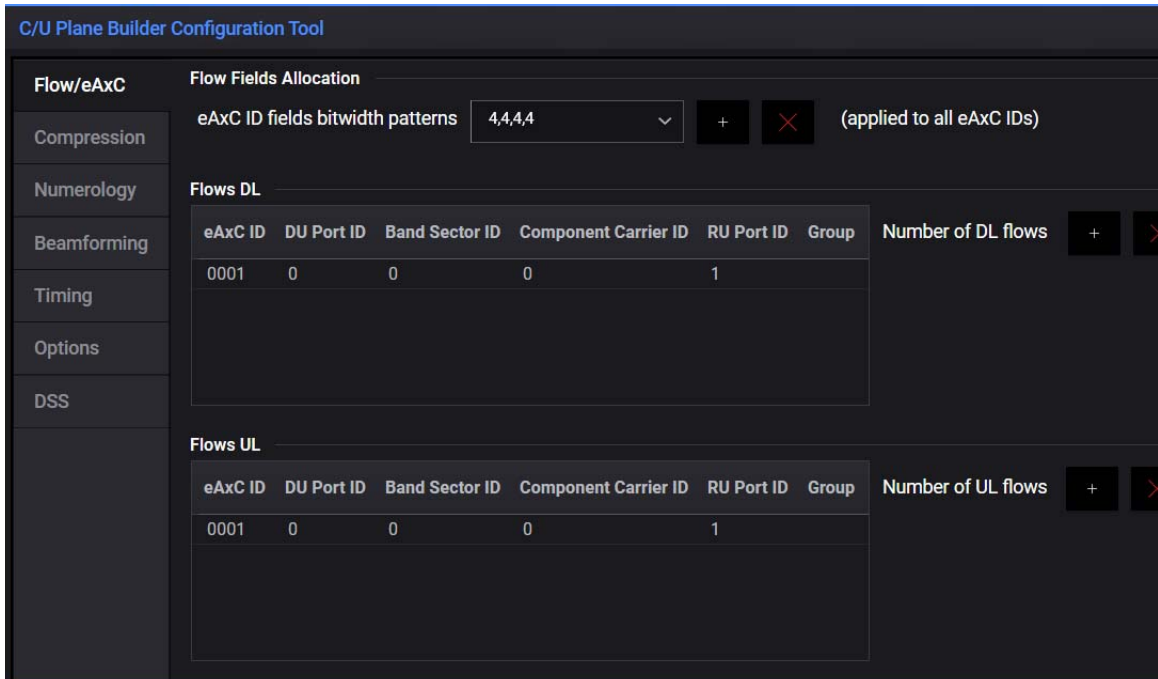 C/U Plane Builder Configuration Tool
Flow/eAxC
Compression
Numerology
Beamforming
Timing
Options
DSS
Flow Fields Allocation
eAxC ID fields bitwidth patterns 4,4,4,4 + (applied to all eAxC IDs)
Flows DL
eAxC ID DU Port ID Band Sector ID Component Carrier ID RU Port ID Group Number of DL flows +
0001 0 0 0 1
Flows UL
eAxC ID DU Port ID Band Sector ID Component Carrier ID RU Port ID Group Number of UL flows +
0001 0 0 0 1